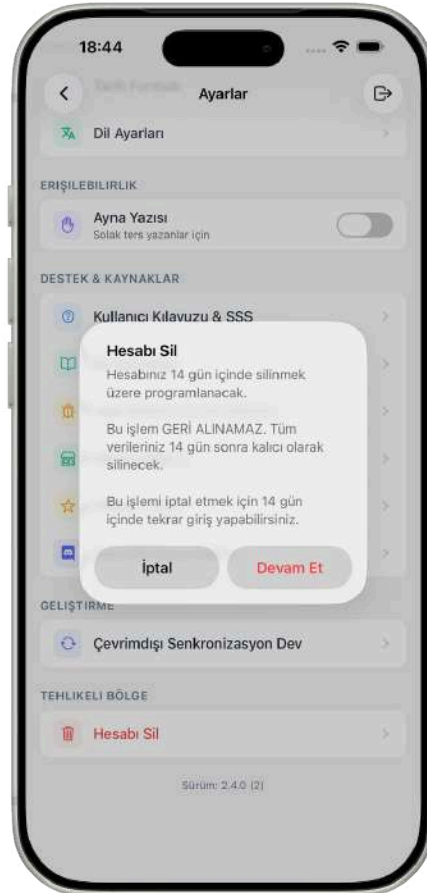 18:44
Ayarlar
Dil Ayarları
ERİŞİLEBİLİRLİK
Ayna Yazısı
Solak ters yazanlar için
DESTEK & KAYNAKLAR
Kullanıcı Kılavuzu & SSS
Hesabı Sil
Hesabınız 14 gün içinde silinmek
üzere programlanacak.
Bu işlem GERİ ALINAMAZ. Tüm
verileriniz 14 gün sonra kalıcı olarak
silinecek.
Bu işlemi iptal etmek için 14 gün
içinde tekrar giriş yapabilirsiniz.
İptal
Devam Et
GELİŞTİRME
Çevrimdışı Senkronizasyon Dev
TEHLİKELİ BÖLGE
Hesabı Sil
Sürüm: 2.4.0 (2)